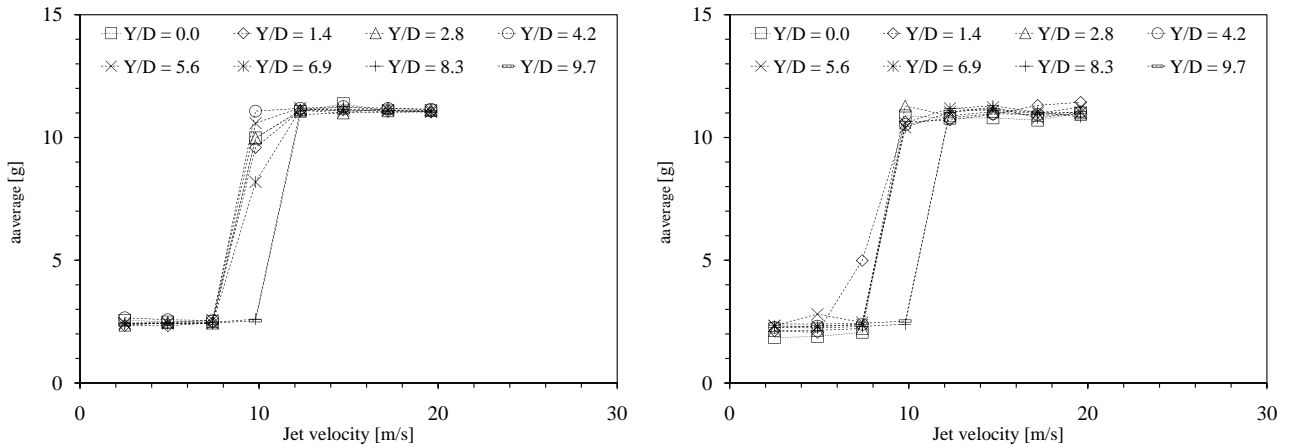 15
Y/D = 0.0 Y/D = 1.4 Y/D = 2.8 Y/D = 4.2
Y/D = 5.6 Y/D = 6.9 Y/D = 8.3 Y/D = 9.7
10
aaverage [g]
5
0
0 10 20 30
Jet velocity [m/s]
15
Y/D = 0.0 Y/D = 1.4 Y/D = 2.8 Y/D = 4.2
Y/D = 5.6 Y/D = 6.9 Y/D = 8.3 Y/D = 9.7
10
aaverage [g]
5
0
0 10 20 30
Jet velocity [m/s]